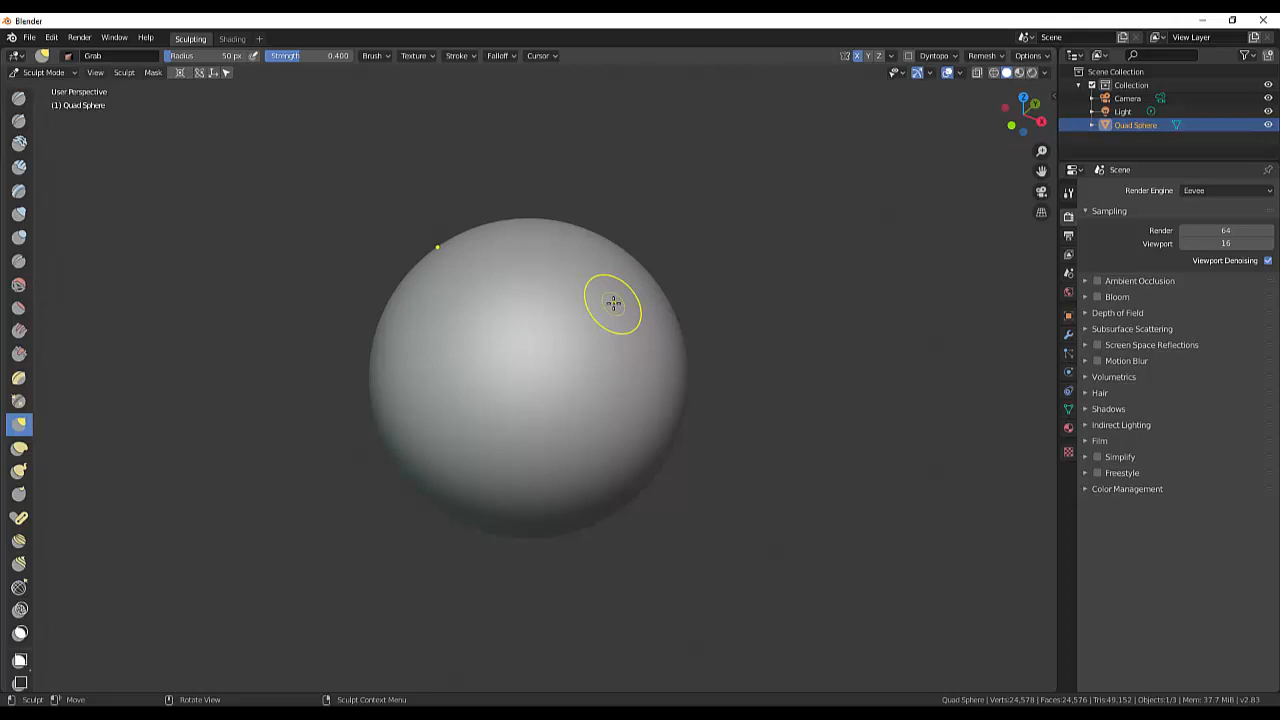 Blender
File Edit Render Window Help Sculpting Shading + Scene View Layer
Grab Radius 50 px Strength 0.400 Brush Texture Stroke Falloff Cursor X Y Z Dyntopo Remesh Options
Sculpt Mode View Sculpt Mask
User Perspective
(1) Quad Sphere
Z
Y
X
Scene Collection
Collection
Camera
Light
Quad Sphere
Scene
Render Engine Eevee
Sampling
Render 64
Viewport 16
Viewport Denoising
Ambient Occlusion
Bloom
Depth of Field
Subsurface Scattering
Screen Space Reflections
Motion Blur
Volumetrics
Hair
Shadows
Indirect Lighting
Film
Simplify
Freestyle
Color Management
Sculpt Move Rotate View Sculpt Context Menu Quad Sphere | Verts:24,578 | Faces:24,576 | Tris:49,152 | Objects:1/3 | Mem: 37.7 MiB | v2.83